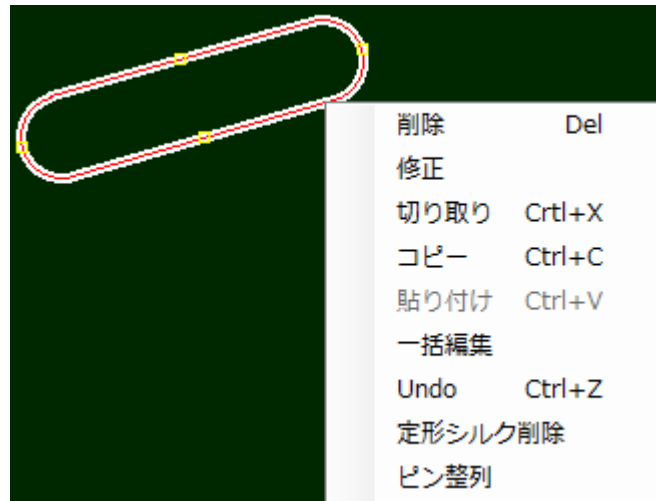 削除 Del
修正
切り取り Crtl+X
コピー Ctrl+C
貼り付け Ctrl+V
一括編集
Undo Ctrl+Z
定形シルク削除
ピン整列